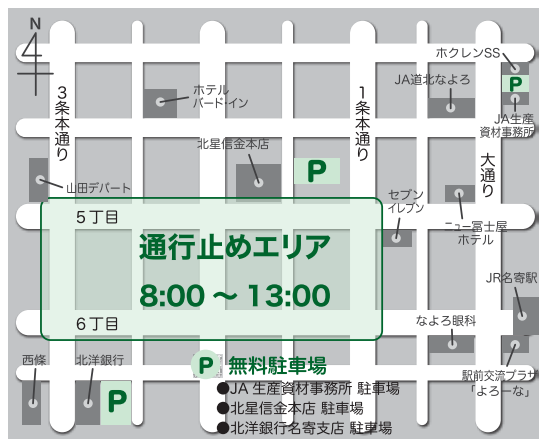 N
ホクレンSS
P
3条本通り
ホテル
バード・イン
1条本通り
JA道北なよろ
JA生産
資材事務所
北星信金本店
P
大通り
山田デパート
セブン
イレブン
ニュー冨士屋
ホテル
5丁目
通行止めエリア
8:00 ～ 13:00
6丁目
JR名寄駅
なよろ眼科
西條
北洋銀行
P
P 無料駐車場
駅前交流プラザ
「よろーな」
●JA 生産資材事務所 駐車場
●北星信金本店 駐車場
●北洋銀行名寄支店 駐車場